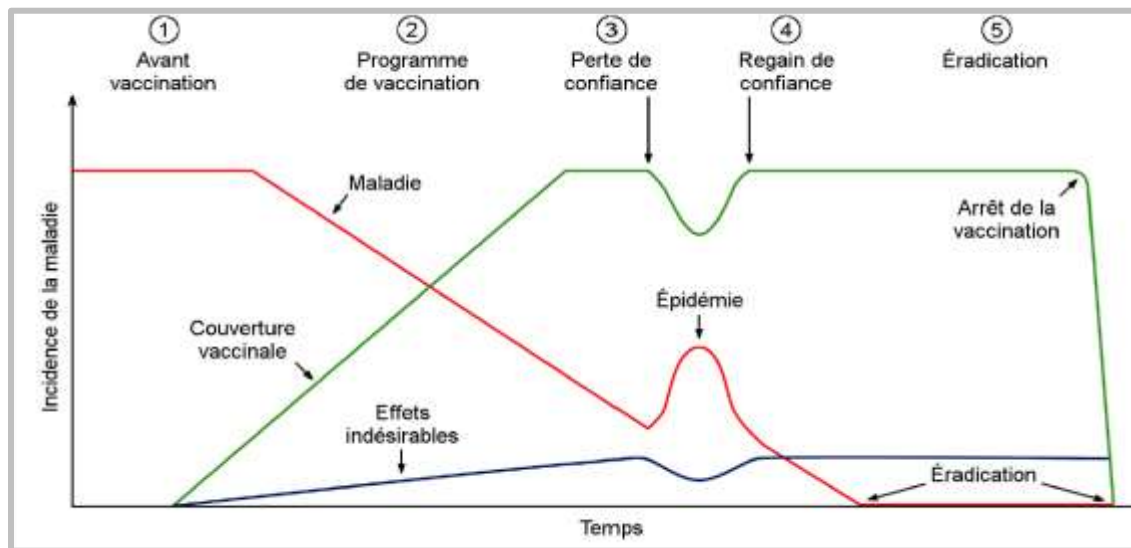 1
Avant
vaccination
2
Programme
de vaccination
3
Perte de
confiance
4
Regain de
confiance
5
Éradication
Incidence de la maladie
Maladie
Couverture
vaccinale
Effets
indésirables
Épidémie
Arrêt de la
vaccination
Éradication
Temps